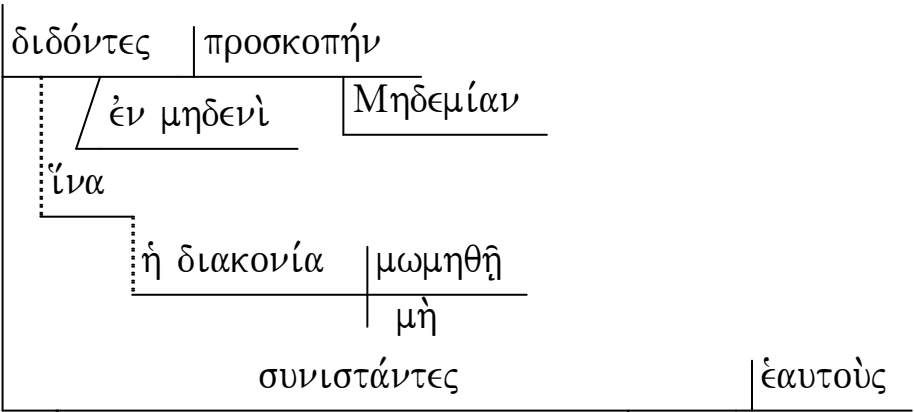 διδόντες προσκοπήν
ἐν μηδενὶ Μηδεμίαν
ἵνα
ἡ διακονία μωμηθῇ
μὴ
συνιστάντες ἑαυτοὺς